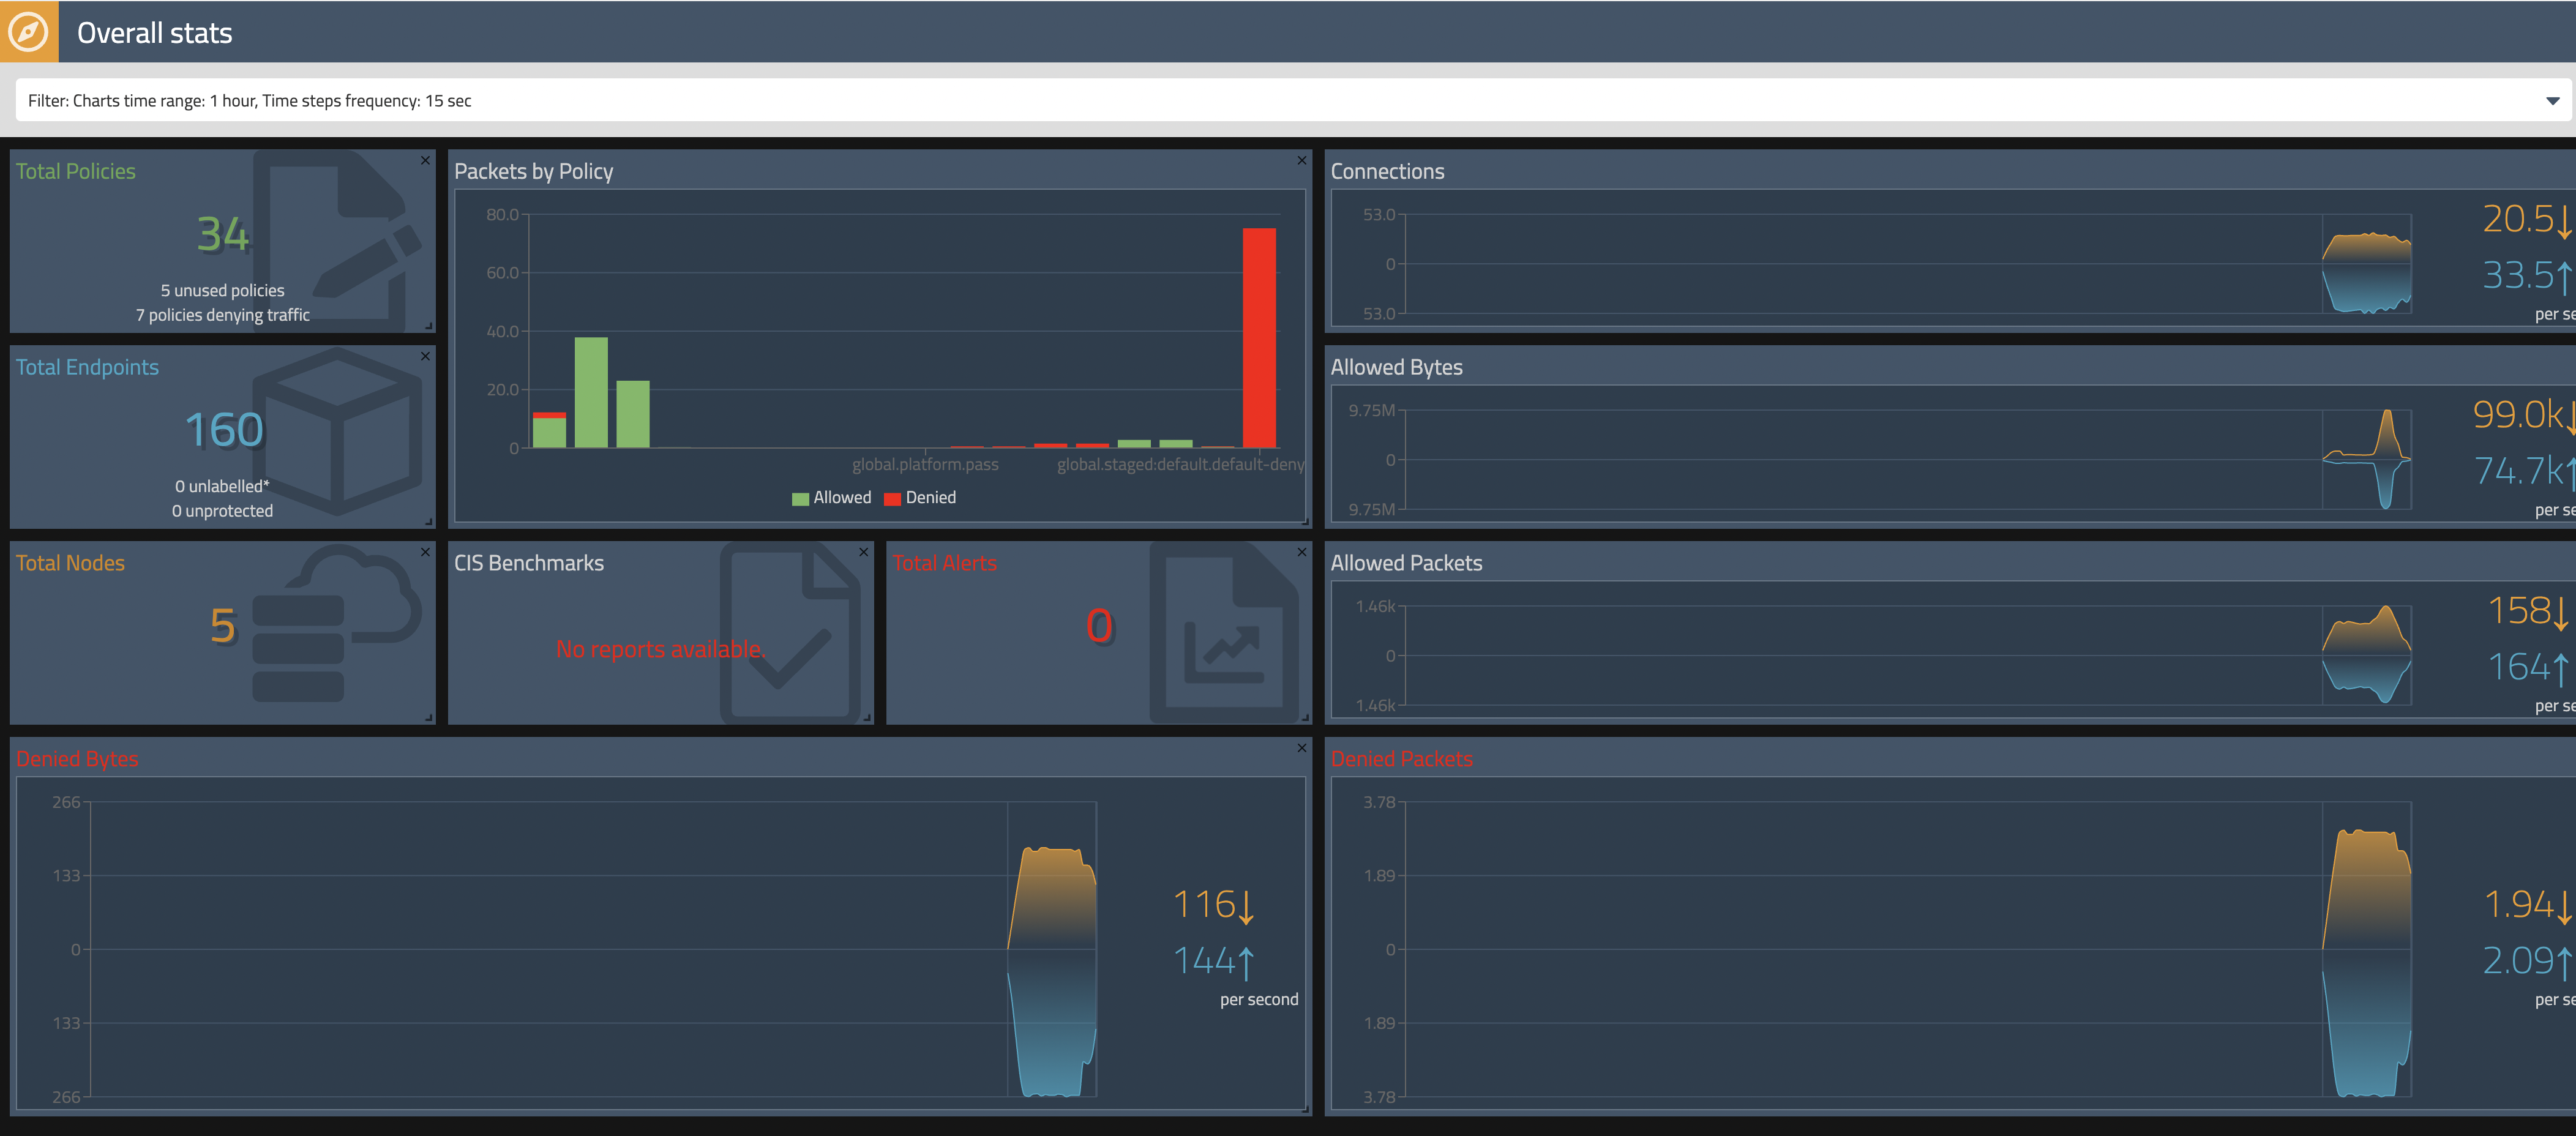 Overall stats
Filter: Charts time range: 1 hour, Time steps frequency: 15 sec
Total Policies
34
5 unused policies
7 policies denying traffic
Packets by Policy
80.0
60.0
40.0
20.0
0
global.platform.pass
global.staged:default.default-deny
Allowed
Denied
Connections
53.0
0
53.0
20.5↓
33.5↑
per se
Total Endpoints
160
0 unlabelled*
0 unprotected
Allowed Bytes
9.75M
0
9.75M
99.0k↓
74.7k↑
per se
Total Nodes
5
CIS Benchmarks
No reports available.
Total Alerts
0
Allowed Packets
1.46k
0
1.46k
158↓
164↑
per se
Denied Bytes
266
133
0
133
266
116↓
144↑
per second
Denied Packets
3.78
1.89
0
1.89
3.78
1.94↓
2.09↑
per se